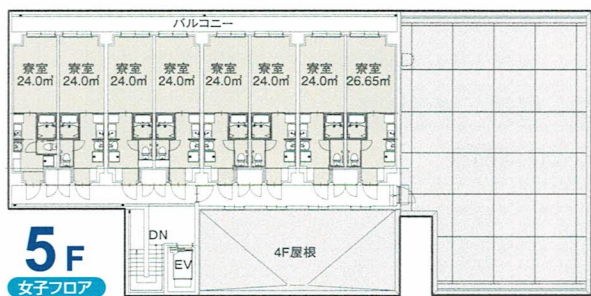 バルコニー
寮室 寮室 寮室 寮室 寮室 寮室 寮室 寮室
24.0㎡ 24.0㎡ 24.0㎡ 24.0㎡ 24.0㎡ 24.0㎡ 24.0㎡ 26.65㎡
DN
EV
4F屋根
5F
女子フロア